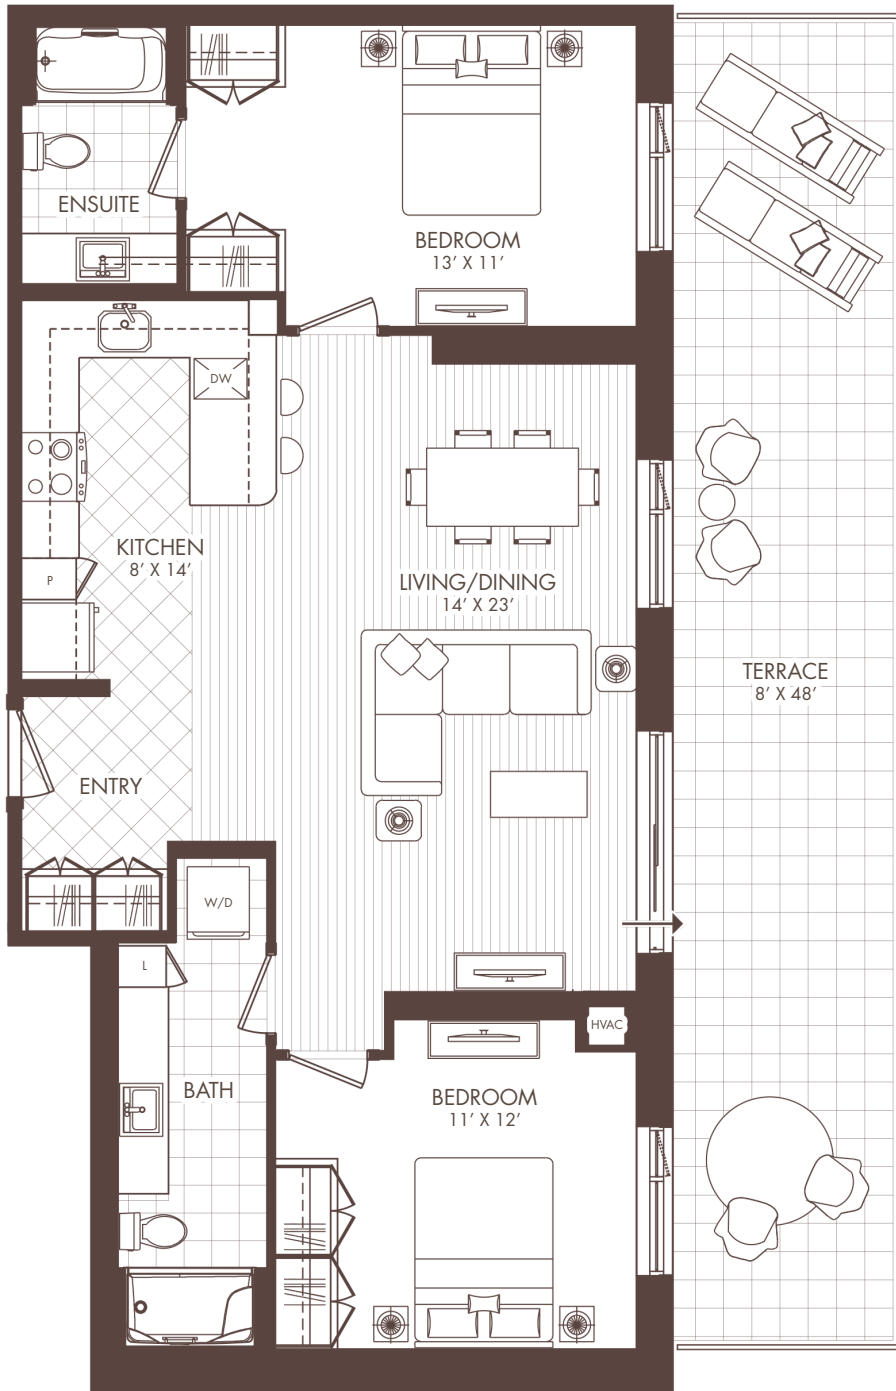 ENSUITE
BEDROOM
13’ X 11’
DW
KITCHEN
8’ X 14’
P
LIVING/DINING
14’ X 23’
TERRACE
8’ X 48’
ENTRY
W/D
L
HVAC
BATH
BEDROOM
11’ X 12’